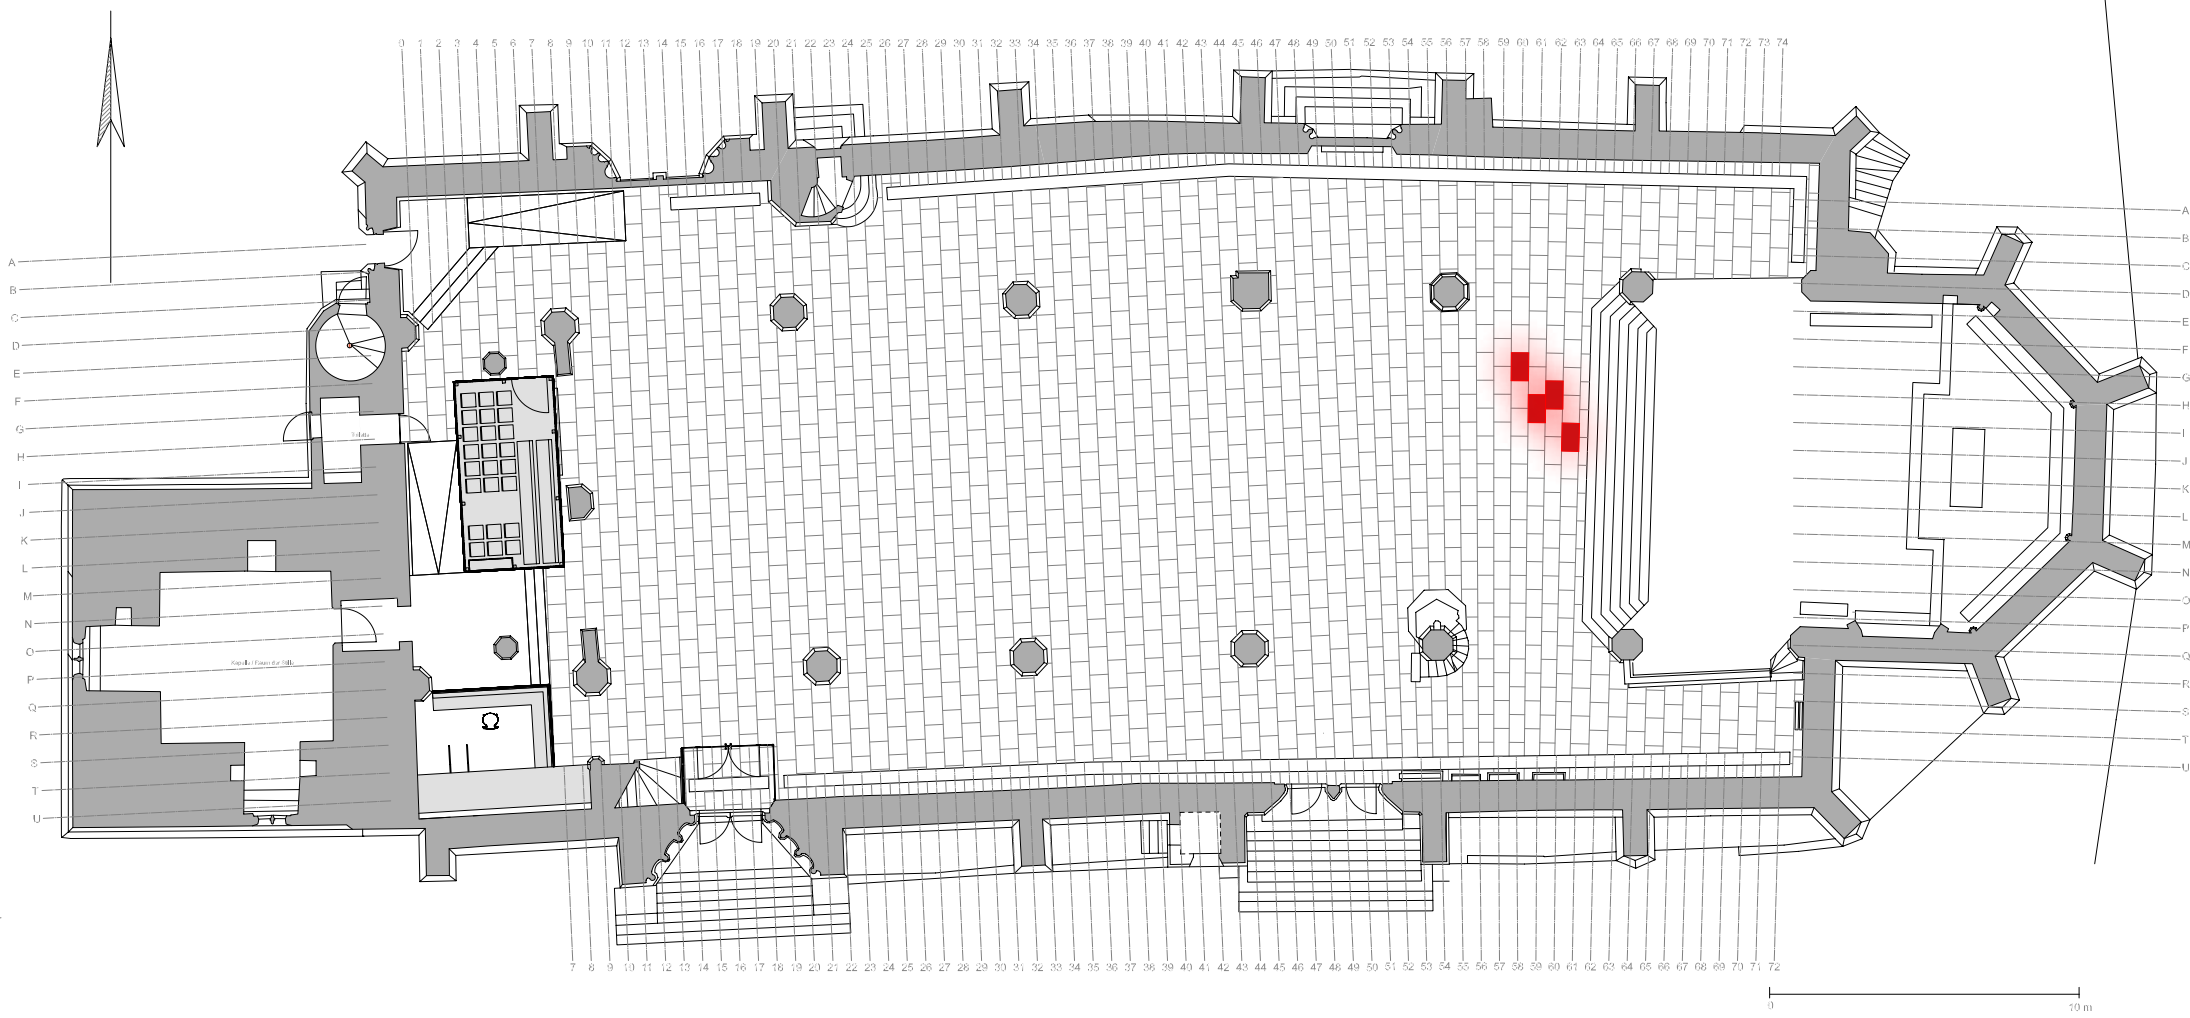 0 1 2 3 4 5 6 7 8 9 10 11 12 13 14 15 16 17 18 19 20 21 22 23 24 25 26 27 28 29 30 31 32 33 34 35 36 37 38 39 40 41 42 43 44 45 46 47 48 49 50 51 52 53 54 55 56 57 58 59 60 61 62 63 64 65 66 67 68 69 70 71 72 73 74
A
B
C
D
E
F
G
H
I
J
K
L
M
N
O
P
Q
R
S
T
U
A
B
C
D
E
F
G
H
I
J
K
L
M
N
O
P
Q
R
S
T
U
7 8 9 10 11 12 13 14 15 16 17 18 19 20 21 22 23 24 25 26 27 28 29 30 31 32 33 34 35 36 37 38 39 40 41 42 43 44 45 46 47 48 49 50 51 52 53 54 55 56 57 58 59 60 61 62 63 64 65 66 67 68 69 70 71 72
0 10 m